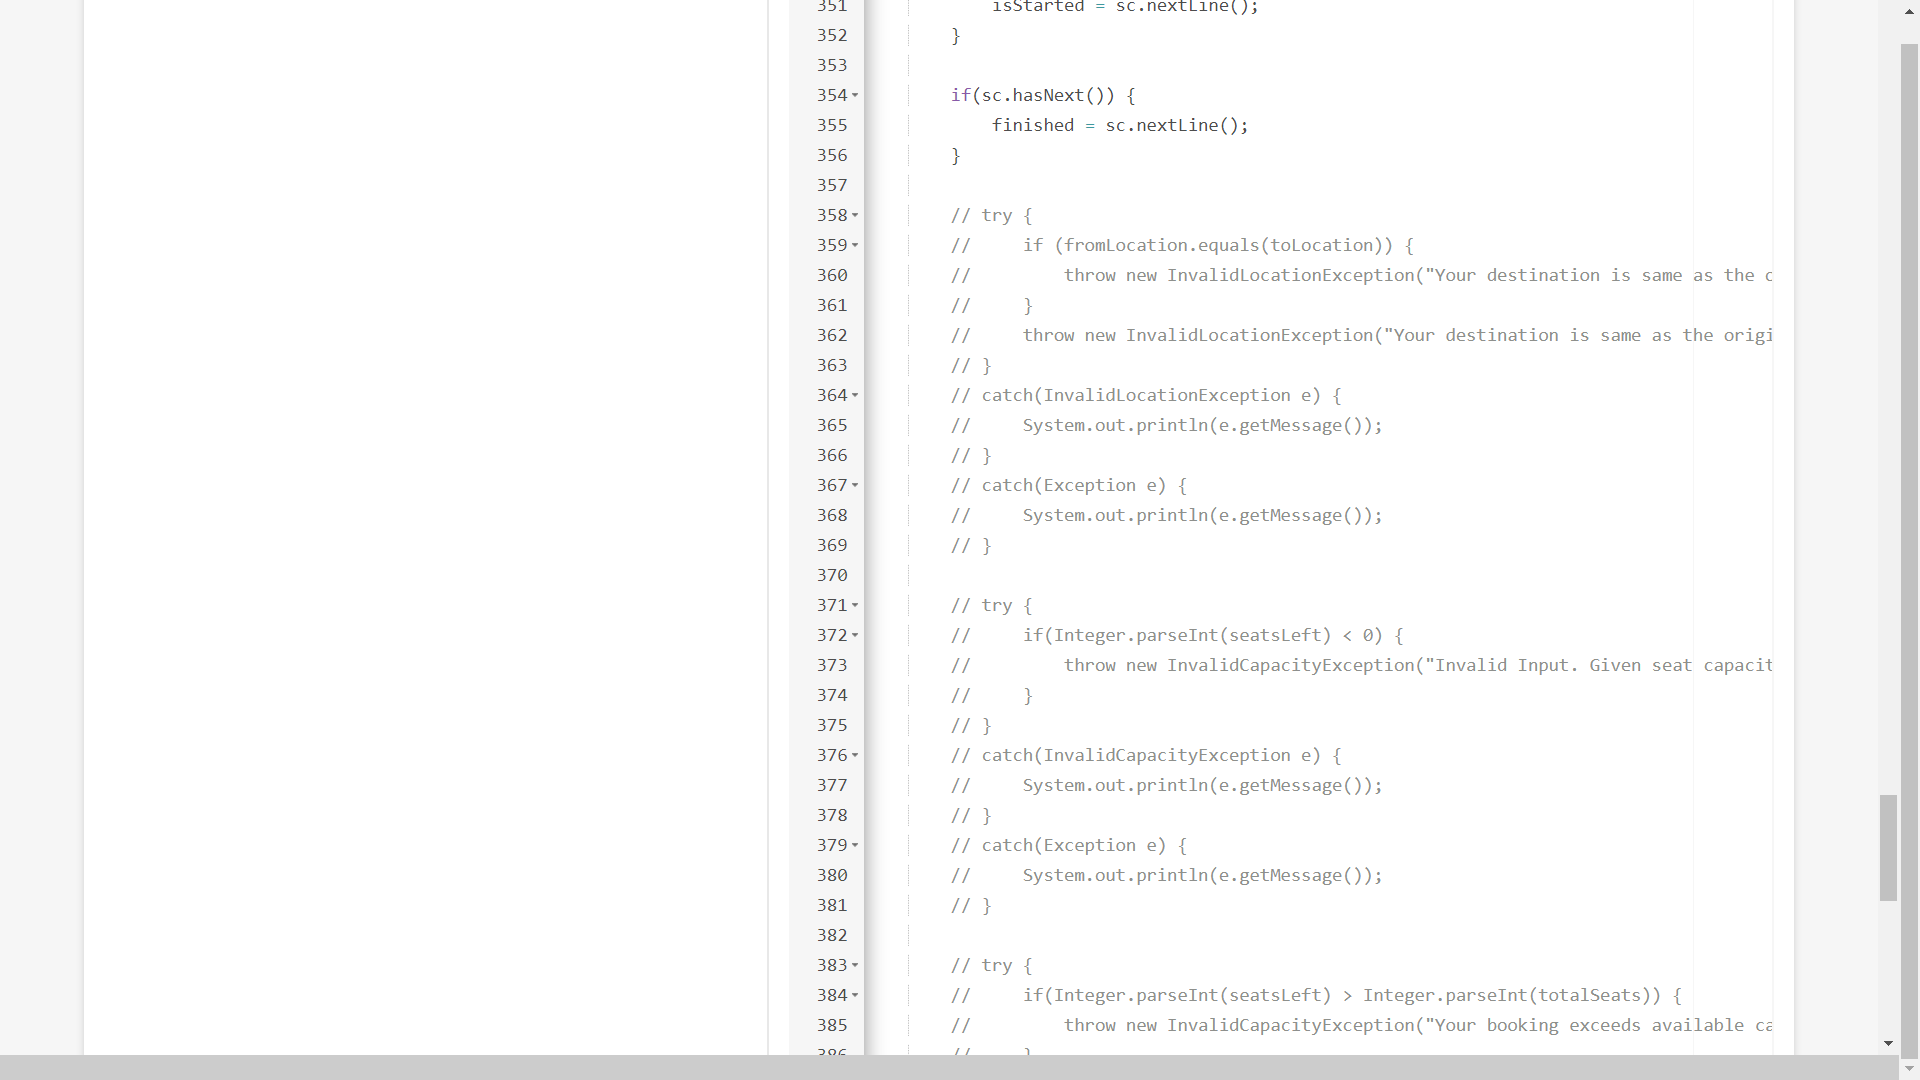 351 isStarted = sc.nextLine();
352 }
353
354 if(sc.hasNext()) {
355 finished = sc.nextLine();
356 }
357
358 // try {
359 // if (fromLocation.equals(toLocation)) {
360 // throw new InvalidLocationException("Your destination is same as the
361 // }
362 // throw new InvalidLocationException("Your destination is same as the origi
363 // }
364 // catch(InvalidLocationException e) {
365 // System.out.println(e.getMessage());
366 // }
367 // catch(Exception e) {
368 // System.out.println(e.getMessage());
369 // }
370
371 // try {
372 // if(Integer.parseInt(seatsLeft) < 0) {
373 // throw new InvalidCapacityException("Invalid Input. Given seat capacit
374 // }
375 // }
376 // catch(InvalidCapacityException e) {
377 // System.out.println(e.getMessage());
378 // }
379 // catch(Exception e) {
380 // System.out.println(e.getMessage());
381 // }
382
383 // try {
384 // if(Integer.parseInt(seatsLeft) > Integer.parseInt(totalSeats)) {
385 // throw new InvalidCapacityException("Your booking exceeds available ca
386 // }